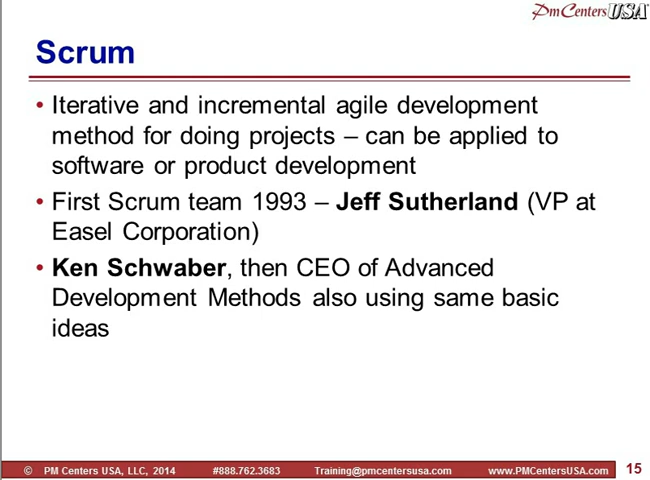 Pm Centers USA
Scrum
• Iterative and incremental agile development
method for doing projects – can be applied to
software or product development
• First Scrum team 1993 – Jeff Sutherland (VP at
Easel Corporation)
• Ken Schwaber, then CEO of Advanced
Development Methods also using same basic
ideas
© PM Centers USA, LLC, 2014 #888.762.3683 Training@pmcentersusa.com www.PMCentersUSA.com 15